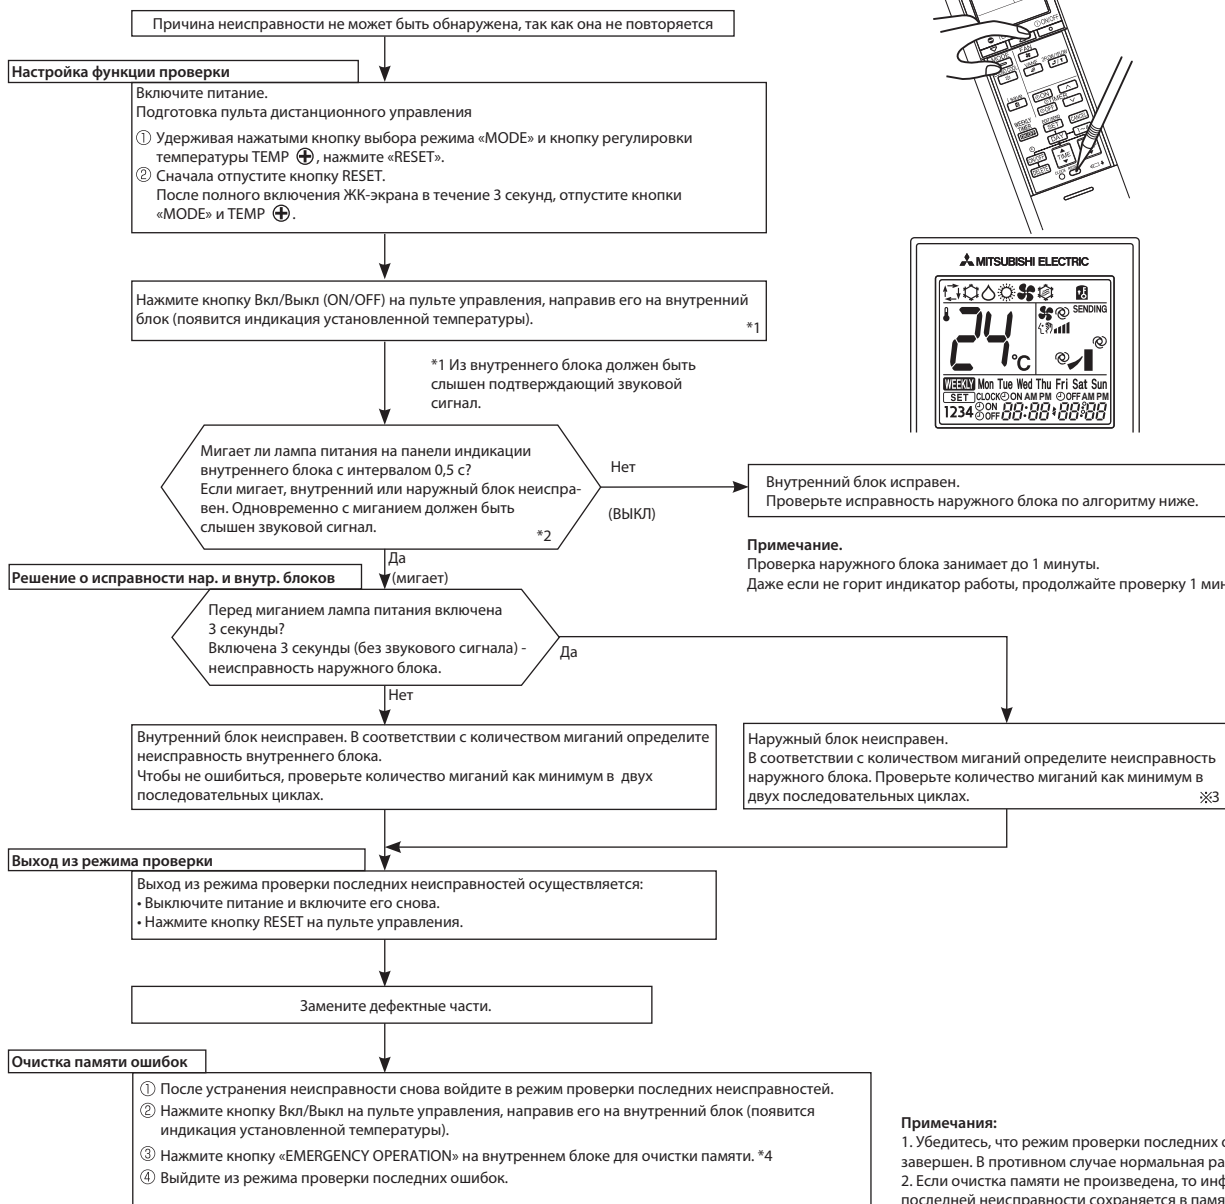 Причина неисправности не может быть обнаружена, так как она не повторяется
Настройка функции проверки
Включите питание.
Подготовка пульта дистанционного управления
① Удерживая нажатыми кнопку выбора режима «MODE» и кнопку регулировки
температуры TEMP ⊕, нажмите «RESET».
② Сначала отпустите кнопку RESET.
После полного включения ЖК-экрана в течение 3 секунд, отпустите кнопки
«MODE» и TEMP ⊕.
Нажмите кнопку Вкл/Выкл (ON/OFF) на пульте управления, направив его на внутренний
блок (появится индикация установленной температуры).
*1
*1 Из внутреннего блока должен быть
слышен подтверждающий звуковой
сигнал.
MITSUBISHI ELECTRIC
SENDING
24°C
WEEKLY Mon Tue Wed Thu Fri Sat Sun
SET CLOCK ON AM PM OFF AM PM
1234 ON OFF 88:88 88:88
Мигает ли лампа питания на панели индикации
внутреннего блока с интервалом 0,5 с?
Если мигает, внутренний или наружный блок неиспра-
вен. Одновременно с миганием должен быть
слышен звуковой сигнал.
*2
Нет
(ВЫКЛ)
Внутренний блок исправен.
Проверьте исправность наружного блока по алгоритму ниже.
Примечание.
Проверка наружного блока занимает до 1 минуты.
Даже если не горит индикатор работы, продолжайте проверку 1 мин
Да
(мигает)
Решение о исправности нар. и внутр. блоков
Перед миганием лампа питания включена
3 секунды?
Включена 3 секунды (без звукового сигнала) -
неисправность наружного блока.
Да
Нет
Внутренний блок неисправен. В соответствии с количеством миганий определите
неисправность внутреннего блока.
Чтобы не ошибиться, проверьте количество миганий как минимум в двух
последовательных циклах.
Наружный блок неисправен.
В соответствии с количеством миганий определите неисправность
наружного блока. Проверьте количество миганий как минимум в
двух последовательных циклах.
※3
Выход из режима проверки
Выход из режима проверки последних неисправностей осуществляется:
• Выключите питание и включите его снова.
• Нажмите кнопку RESET на пульте управления.
Замените дефектные части.
Очистка памяти ошибок
① После устранения неисправности снова войдите в режим проверки последних неисправностей.
② Нажмите кнопку Вкл/Выкл на пульте управления, направив его на внутренний блок (появится
индикация установленной температуры).
③ Нажмите кнопку «EMERGENCY OPERATION» на внутреннем блоке для очистки памяти. *4
④ Выйдите из режима проверки последних ошибок.
Примечания:
1. Убедитесь, что режим проверки последних
завершен. В противном случае нормальная
2. Если очистка памяти не произведена, то
последней неисправности сохраняется в